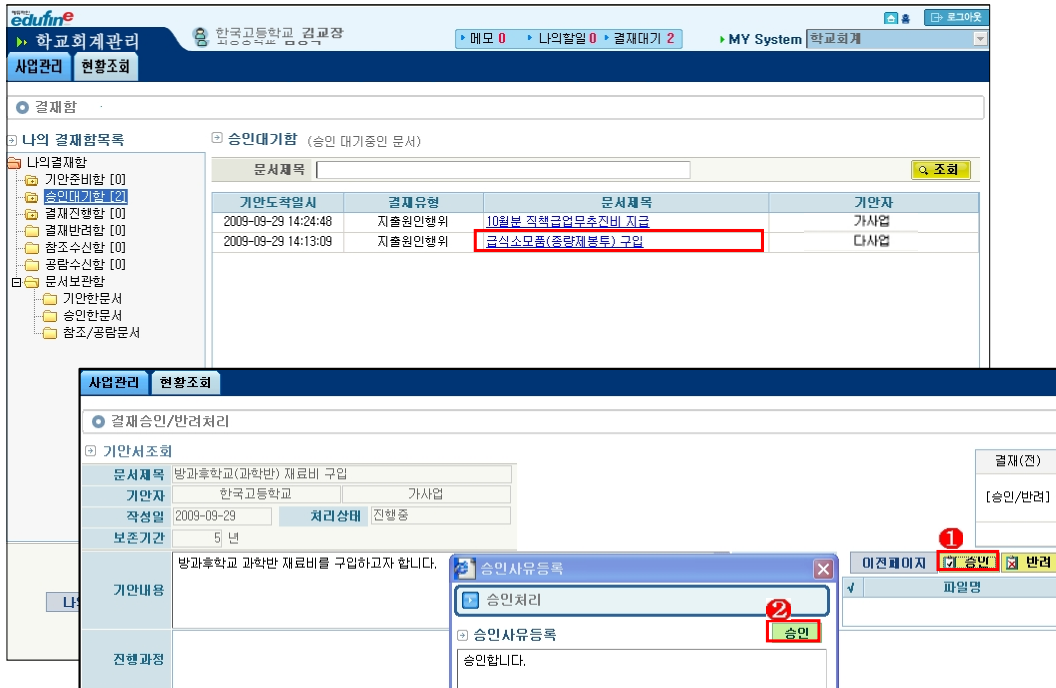 edufine
학교회계관리
한국고등학교 김교장
메모 0 나의할일 0 결재대기 2
MY System 학교회계
홈
로그아웃
사업관리 현황조회
결재함
나의 결재함목록
나의결재함
기안준비함 [0]
승인대기함 [2]
결재진행함 [0]
결재반려함 [0]
참조수신함 [0]
공람수신함 [0]
문서보관함
기안한문서
승인한문서
참조/공람문서
승인대기함 (승인 대기중인 문서)
문서제목
조회
기안도착일시 결재유형 문서제목 기안자
2009-09-29 14:24:48 지출원인행위 10월분 직책급업무추진비 지급 가사업
2009-09-29 14:13:09 지출원인행위 급식소모품(종량제봉투) 구입 다사업
사업관리 현황조회
결재승인/반려처리
기안서조회
문서제목 방과후학교(과학반) 재료비 구입
기안자 한국고등학교 가사업
작성일 2009-09-29 처리상태 진행중
보존기간 5 년
결재(전)
[승인/반려]
1
이전페이지 승인 반려
기안내용 방과후학교 과학반 재료비를 구입하고자 합니다.
√ 파일명
진행과정
승인사유등록
승인처리
2
승인사유등록 승인
승인합니다.